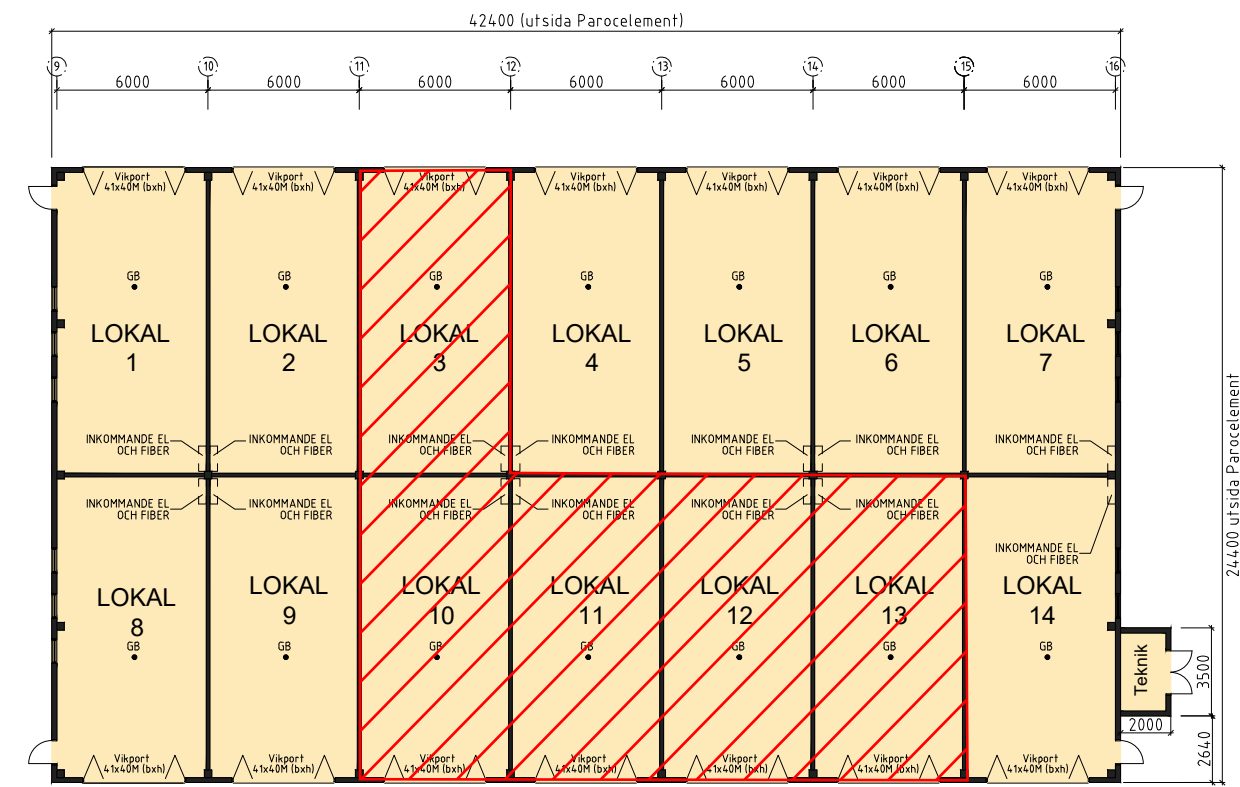 42400 (utsida Parocelement)
9 10 11 12 13 14 15 16
6000 6000 6000 6000 6000 6000 6000
Vikport Vikport Vikport Vikport Vikport Vikport Vikport
41x40M (bxh) 41x40M (bxh) 41x40M (bxh) 41x40M (bxh) 41x40M (bxh) 41x40M (bxh) 41x40M (bxh)
GB GB GB GB GB GB GB
LOKAL LOKAL LOKAL LOKAL LOKAL LOKAL LOKAL
1 2 3 4 5 6 7
INKOMMANDE EL INKOMMANDE EL INKOMMANDE EL INKOMMANDE EL INKOMMANDE EL INKOMMANDE EL INKOMMANDE EL
OCH FIBER OCH FIBER OCH FIBER OCH FIBER OCH FIBER OCH FIBER OCH FIBER
INKOMMANDE EL INKOMMANDE EL INKOMMANDE EL INKOMMANDE EL INKOMMANDE EL INKOMMANDE EL
OCH FIBER OCH FIBER OCH FIBER OCH FIBER OCH FIBER OCH FIBER
INKOMMANDE EL
OCH FIBER
LOKAL LOKAL LOKAL LOKAL LOKAL LOKAL LOKAL
8 9 10 11 12 13 14
GB GB GB GB GB GB GB
Vikport Vikport Vikport Vikport Vikport Vikport Vikport
41x40M (bxh) 41x40M (bxh) 41x40M (bxh) 41x40M (bxh) 41x40M (bxh) 41x40M (bxh) 41x40M (bxh)
Teknik
3500
2000
2640
24400 utsida Parocelement